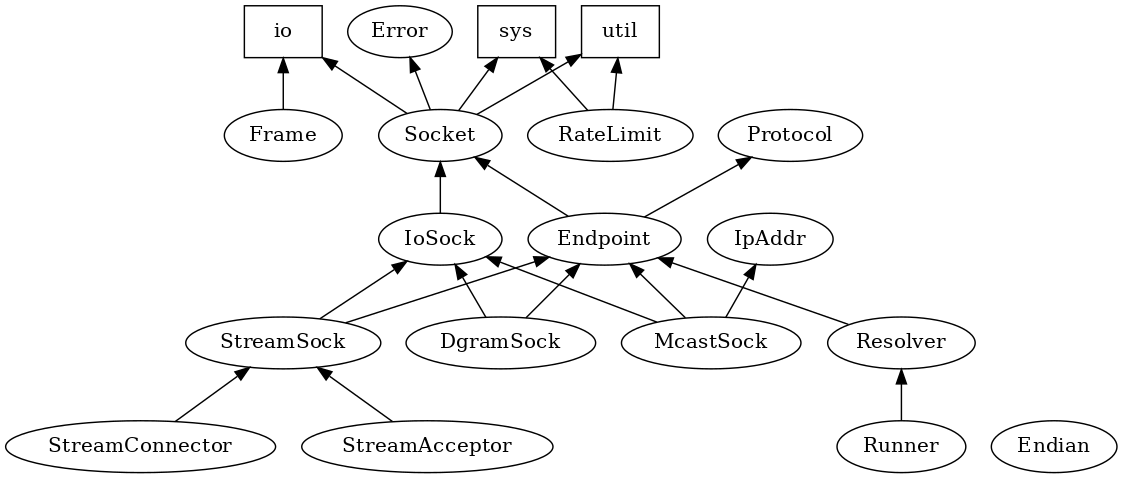 io
Error
sys
util
Frame
Socket
RateLimit
Protocol
IoSock
Endpoint
IpAddr
StreamSock
DgramSock
McastSock
Resolver
StreamConnector
StreamAcceptor
Runner
Endian